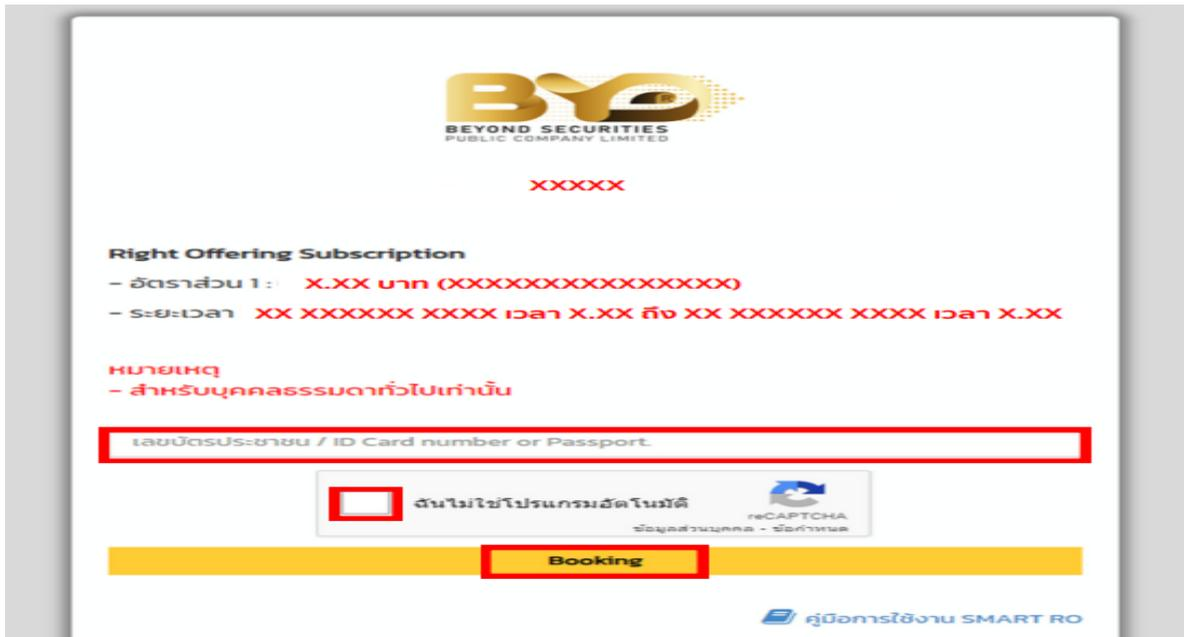 BYD
R
BEYOND SECURITIES
PUBLIC COMPANY LIMITED
XXXXX
Right Offering Subscription
- อัตราส่วน 1 : X.XX บาท (XXXXXXXXXXXXXXX)
- ระยะเวลา XX XXXXXX XXXX เวลา X.XX ถึง XX XXXXXX XXXX เวลา X.XX
หมายเหตุ
- สำหรับบุคคลธรรมดาทั่วไปเท่านั้น
เลขบัตรประชาชน / ID Card number or Passport.
ฉันไม่ใช่โปรแกรมอัตโนมัติ
reCAPTCHA
ข้อมูลส่วนบุคคล - ข้อกำหนด
Booking
คู่มือการใช้งาน SMART RO